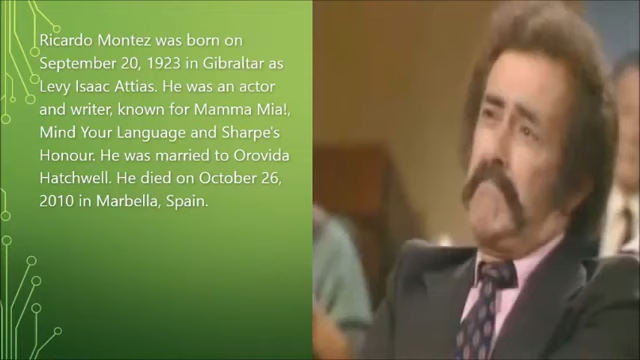 Ricardo Montez was born on
September 20, 1923 in Gibraltar as
Levy Isaac Attias. He was an actor
and writer, known for Mamma Mia!,
Mind Your Language and Sharpe's
Honour. He was married to Orovida
Hatchwell. He died on October 26,
2010 in Marbella, Spain.